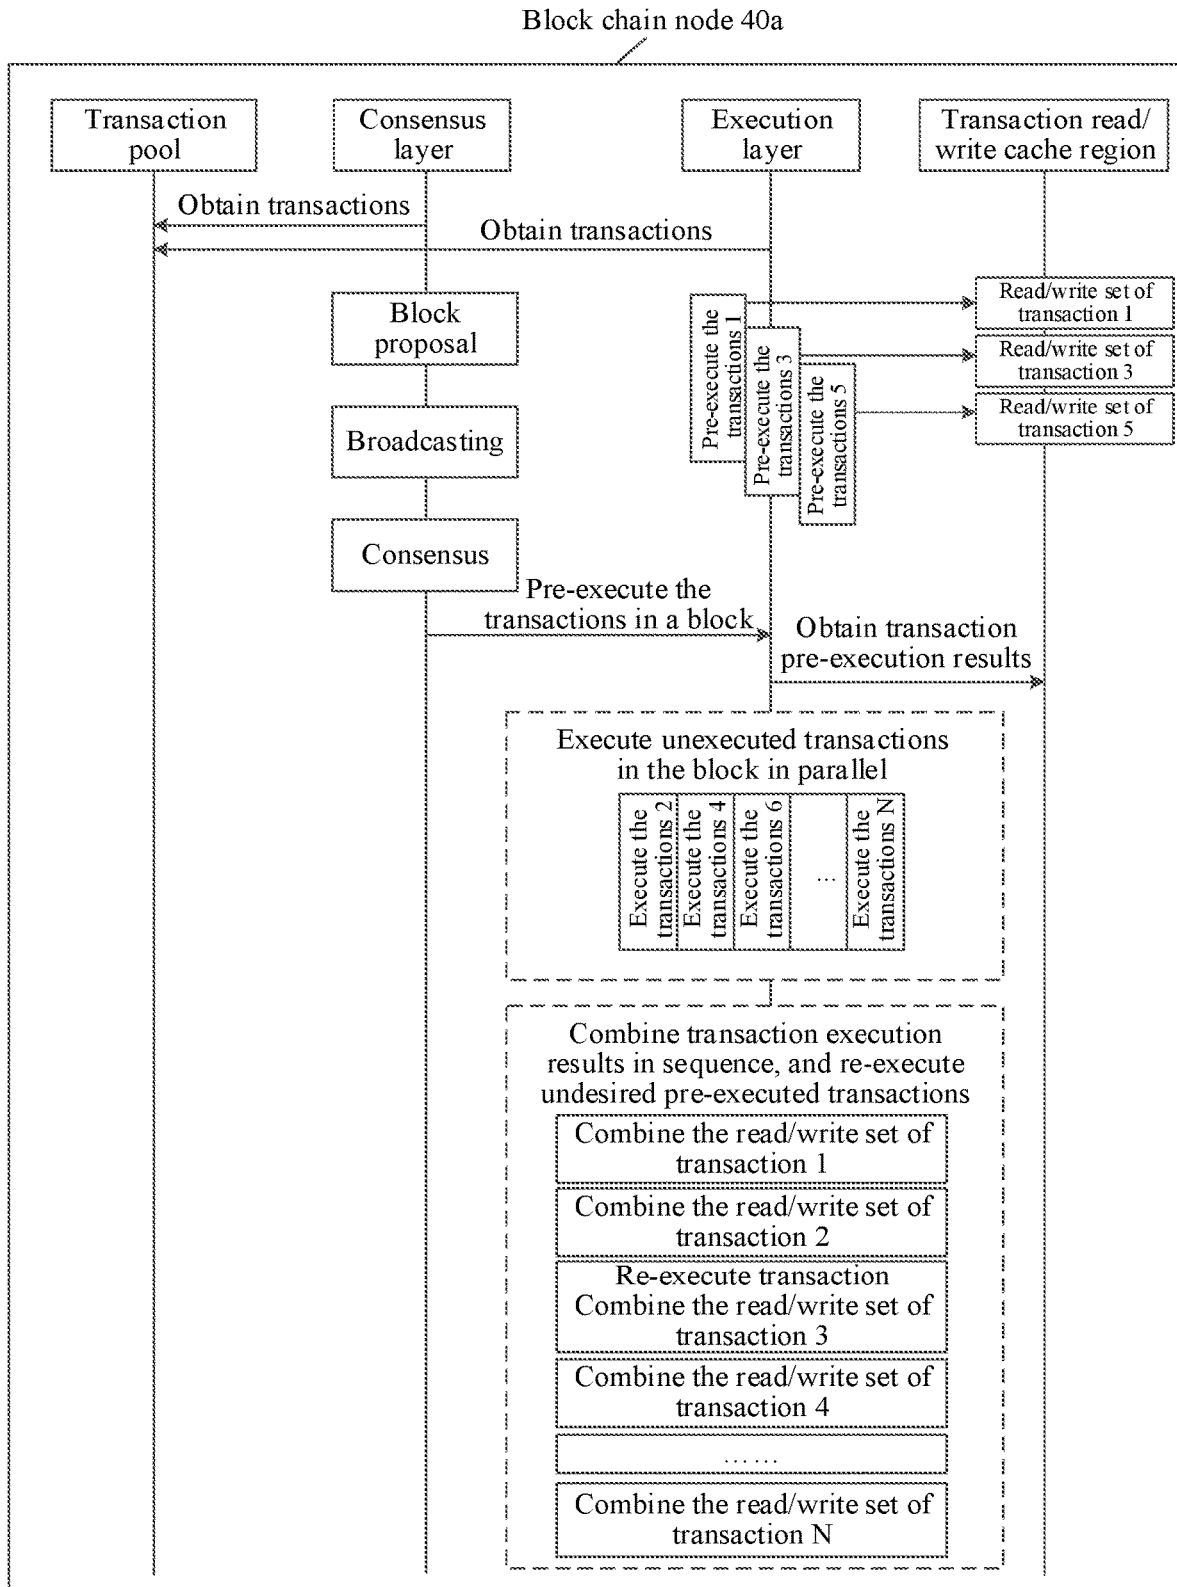 Block chain node 40a
Transaction
pool
Consensus
layer
Execution
layer
Transaction read/
write cache region
Obtain transactions
Obtain transactions
Block
proposal
Broadcasting
Consensus
Pre-execute the
transactions 1
Pre-execute the
transactions 3
Pre-execute the
transactions 5
Read/write set of
transaction 1
Read/write set of
transaction 3
Read/write set of
transaction 5
Pre-execute the
transactions in a block
Obtain transaction
pre-execution results
Execute unexecuted transactions
in the block in parallel
Execute the
transactions 2
Execute the
transactions 4
Execute the
transactions 6
...
Execute the
transactions N
Combine transaction execution
results in sequence, and re-execute
undesired pre-executed transactions
Combine the read/write set of
transaction 1
Combine the read/write set of
transaction 2
Re-execute transaction
Combine the read/write set of
transaction 3
Combine the read/write set of
transaction 4
... ...
Combine the read/write set of
transaction N